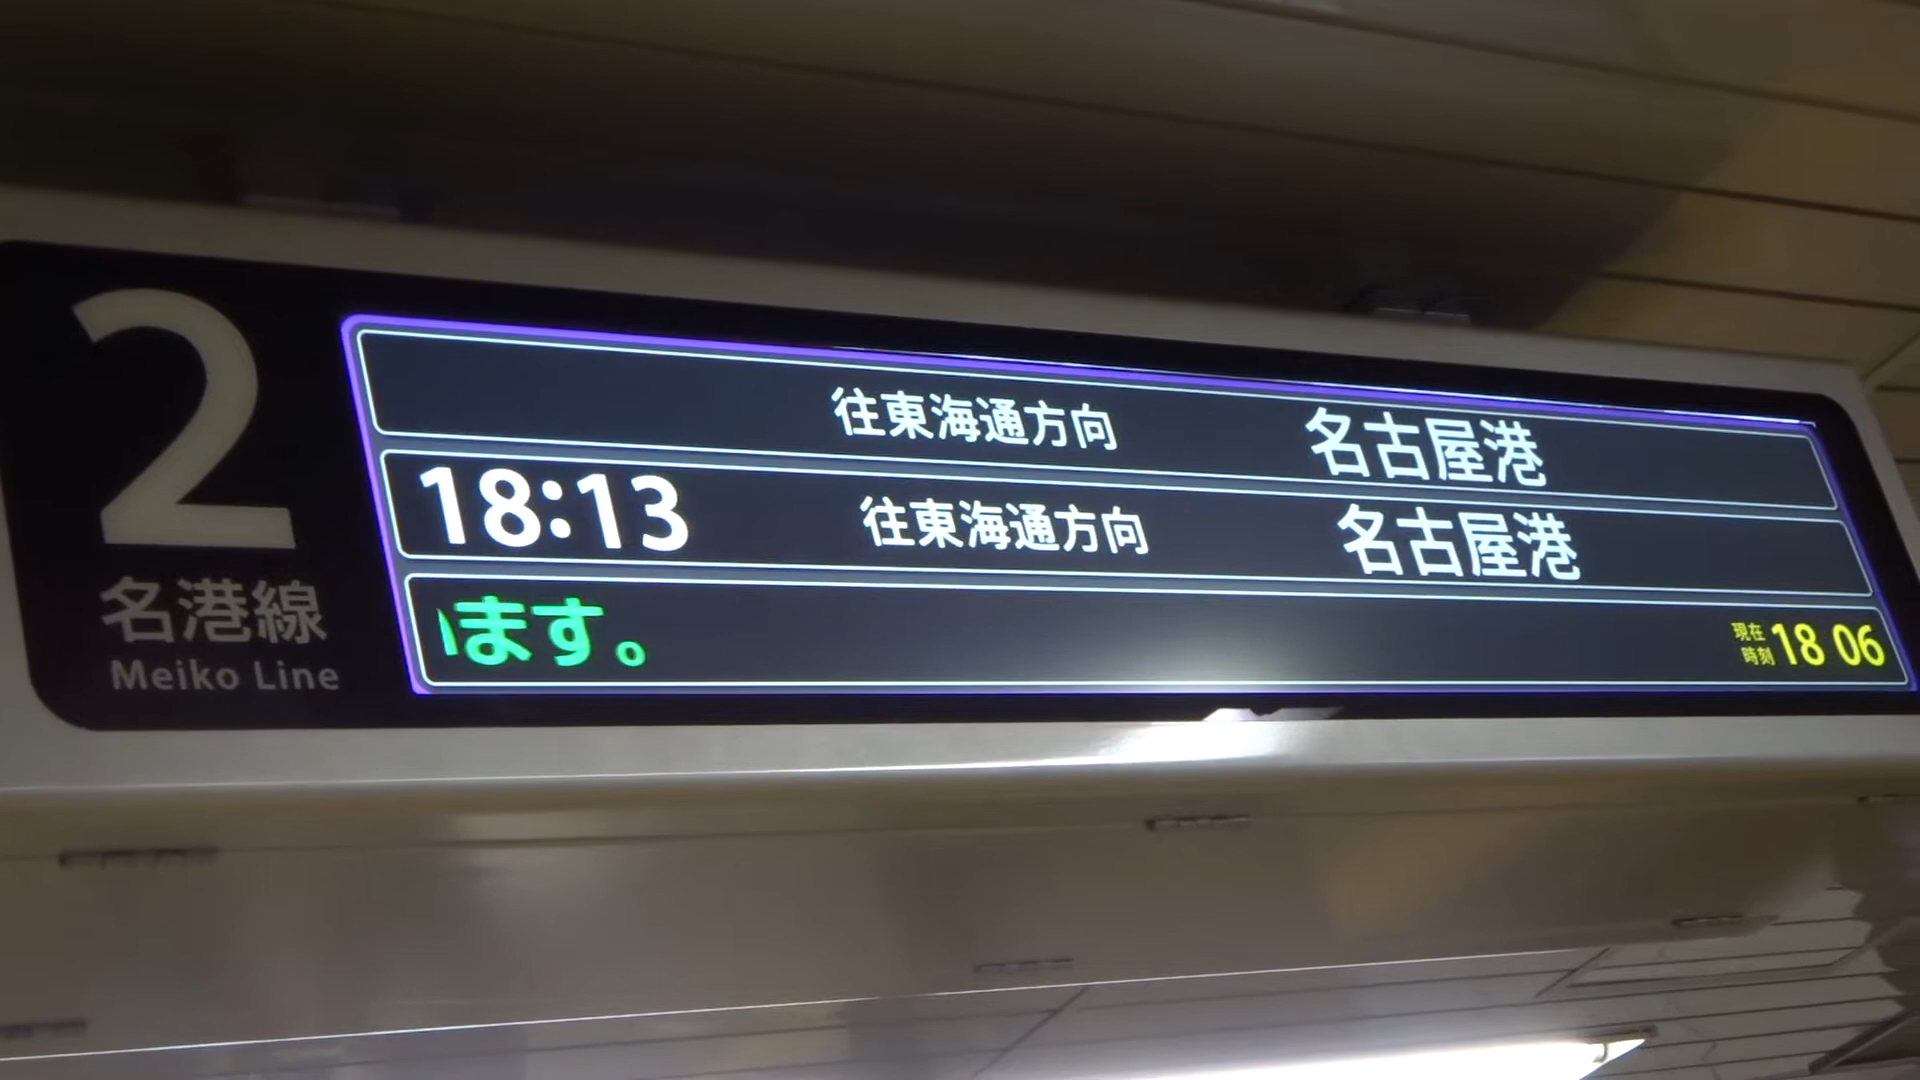 2
名港線
Meiko Line
往東海通方向 名古屋港
18:13 往東海通方向 名古屋港
ます。
現在時刻 18 06